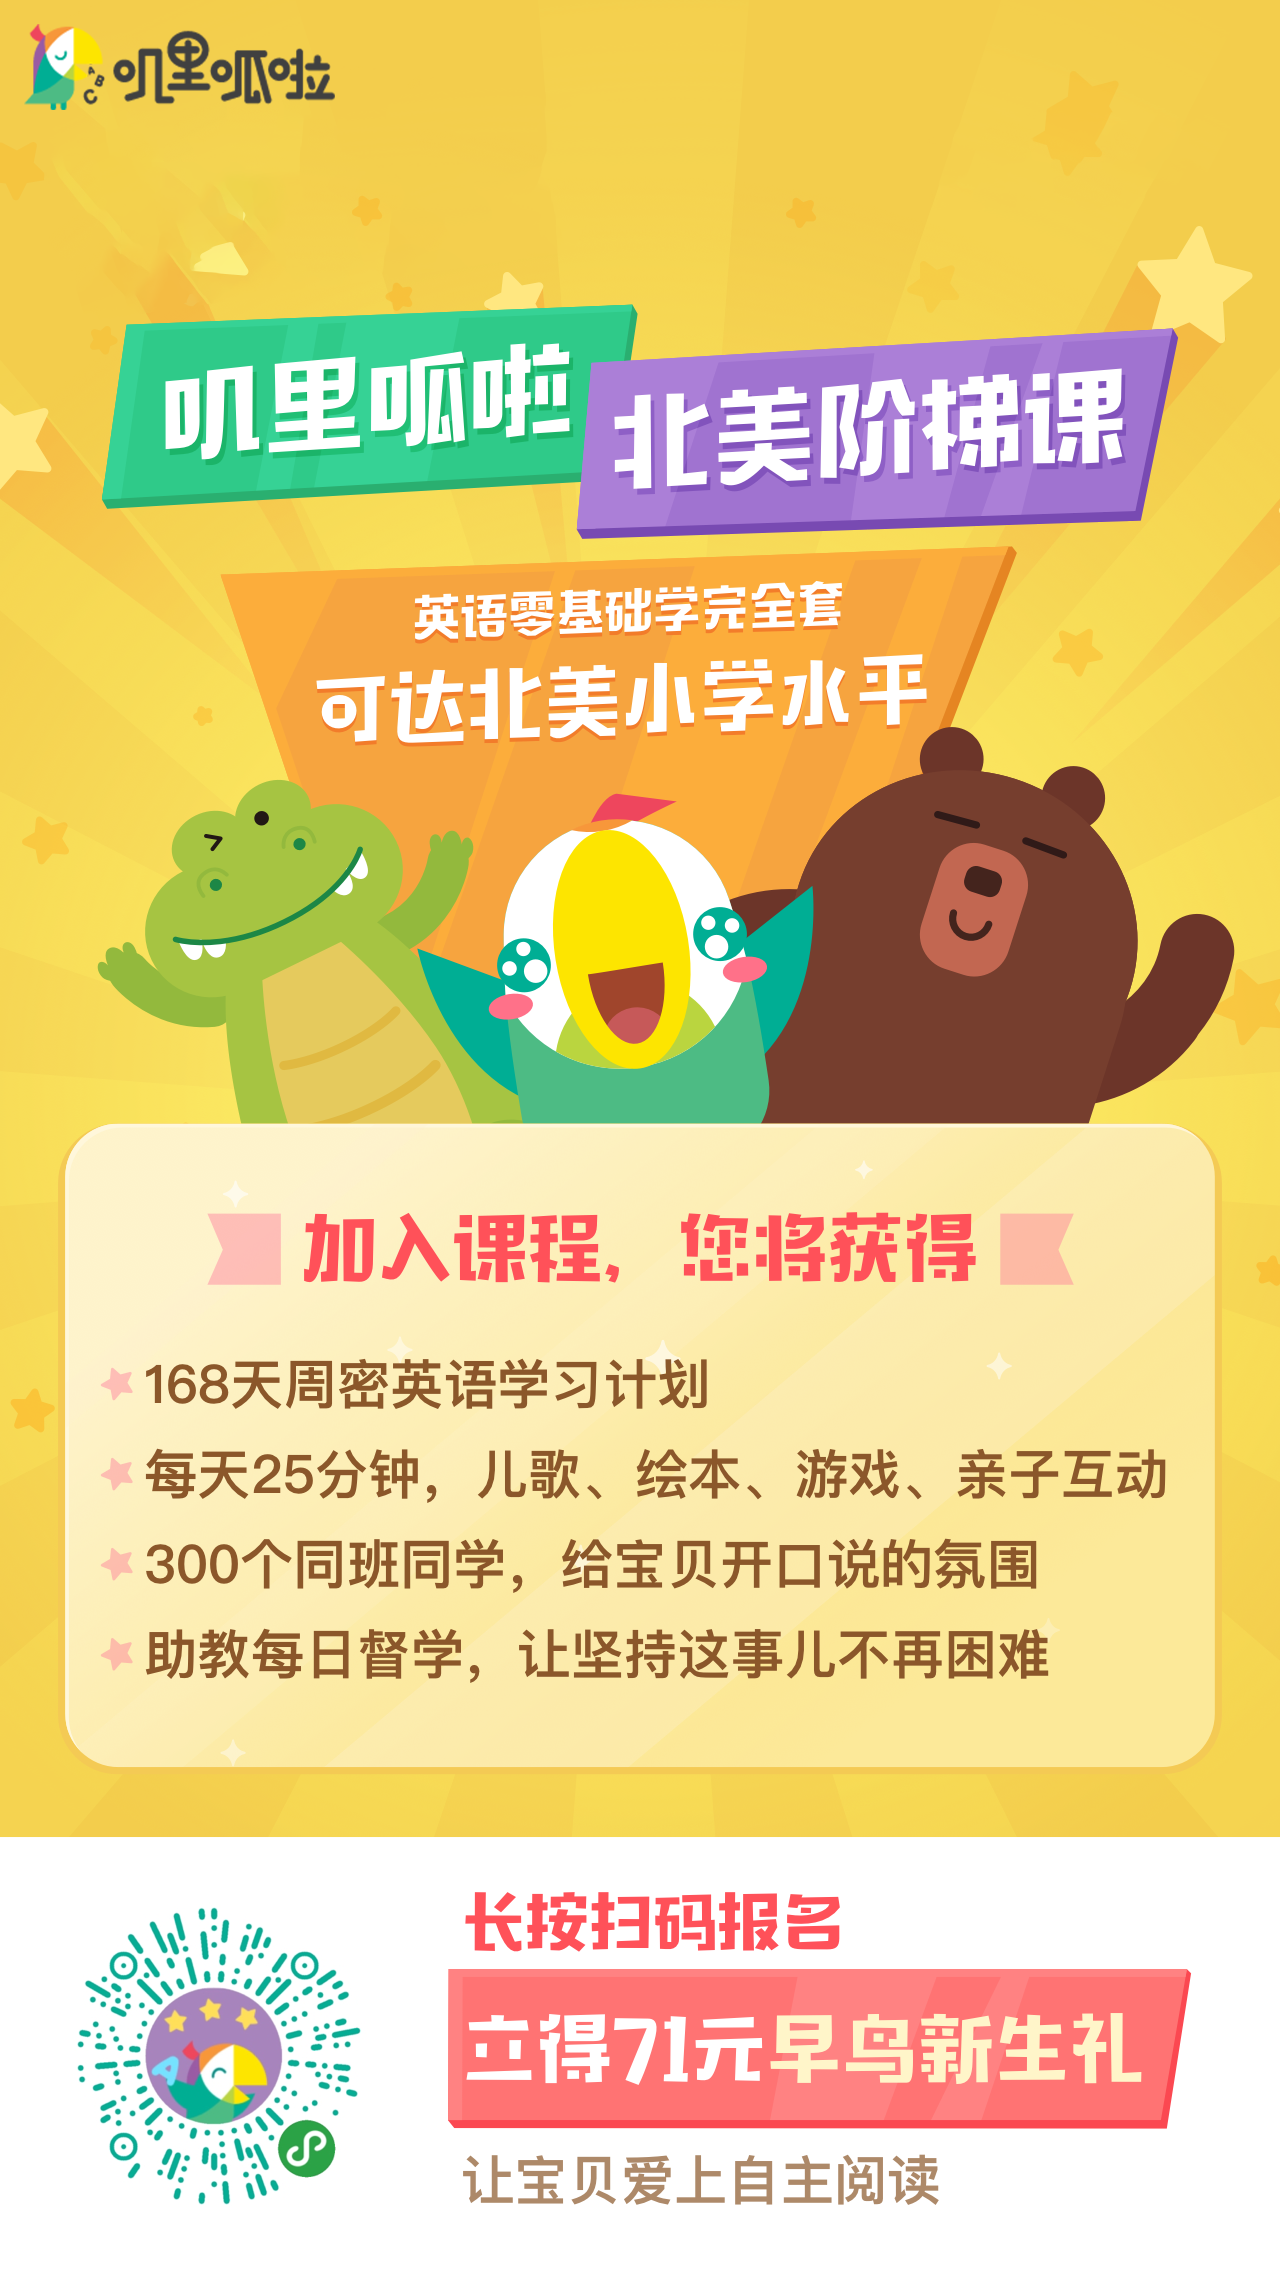 ABC
叽里呱啦
叽里呱啦
北美阶梯课
英语零基础学完全套
可达北美小学水平
加入课程，您将获得
168天周密英语学习计划
每天25分钟，儿歌、绘本、游戏、亲子互动
300个同班同学，给宝贝开口说的氛围
助教每日督学，让坚持这事儿不再困难
长按扫码报名
立得71元早鸟新生礼
让宝贝爱上自主阅读
A